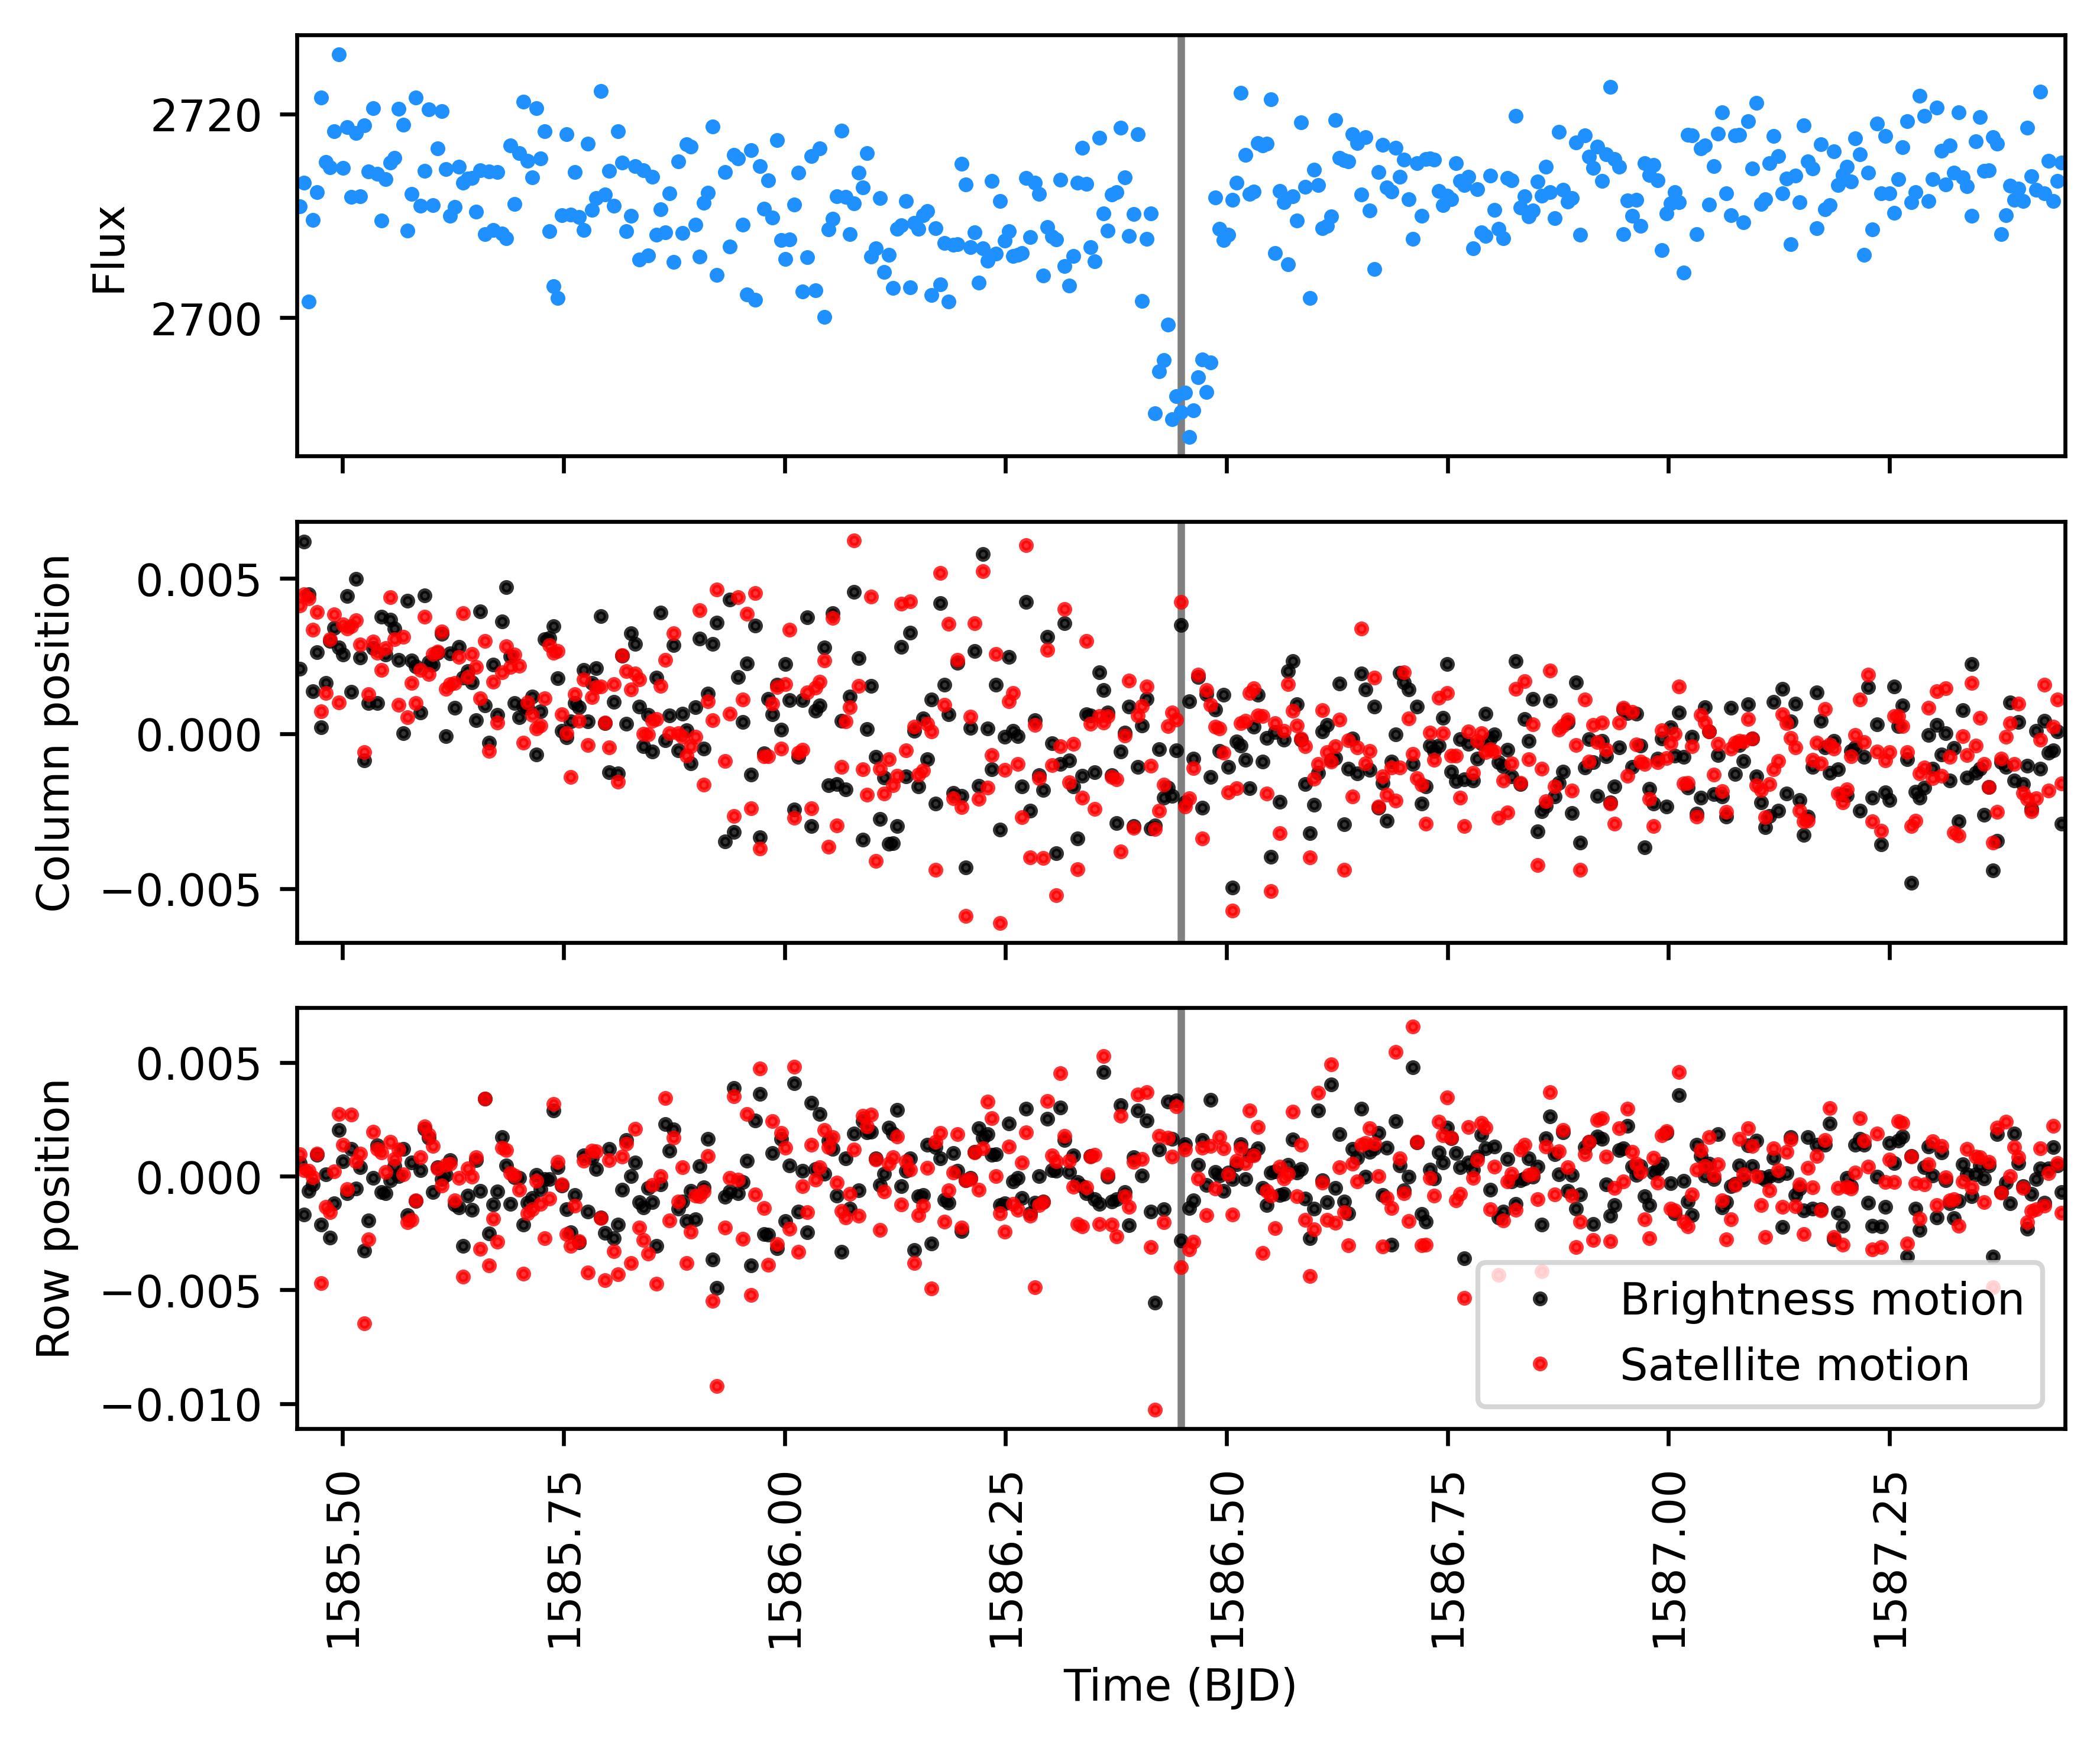 2720
2700
Flux
0.005
0.000
−0.005
Column position
0.005
0.000
−0.005
−0.010
Row position
Brightness motion
Satellite motion
1585.50
1585.75
1586.00
1586.25
1586.50
1586.75
1587.00
1587.25
Time (BJD)